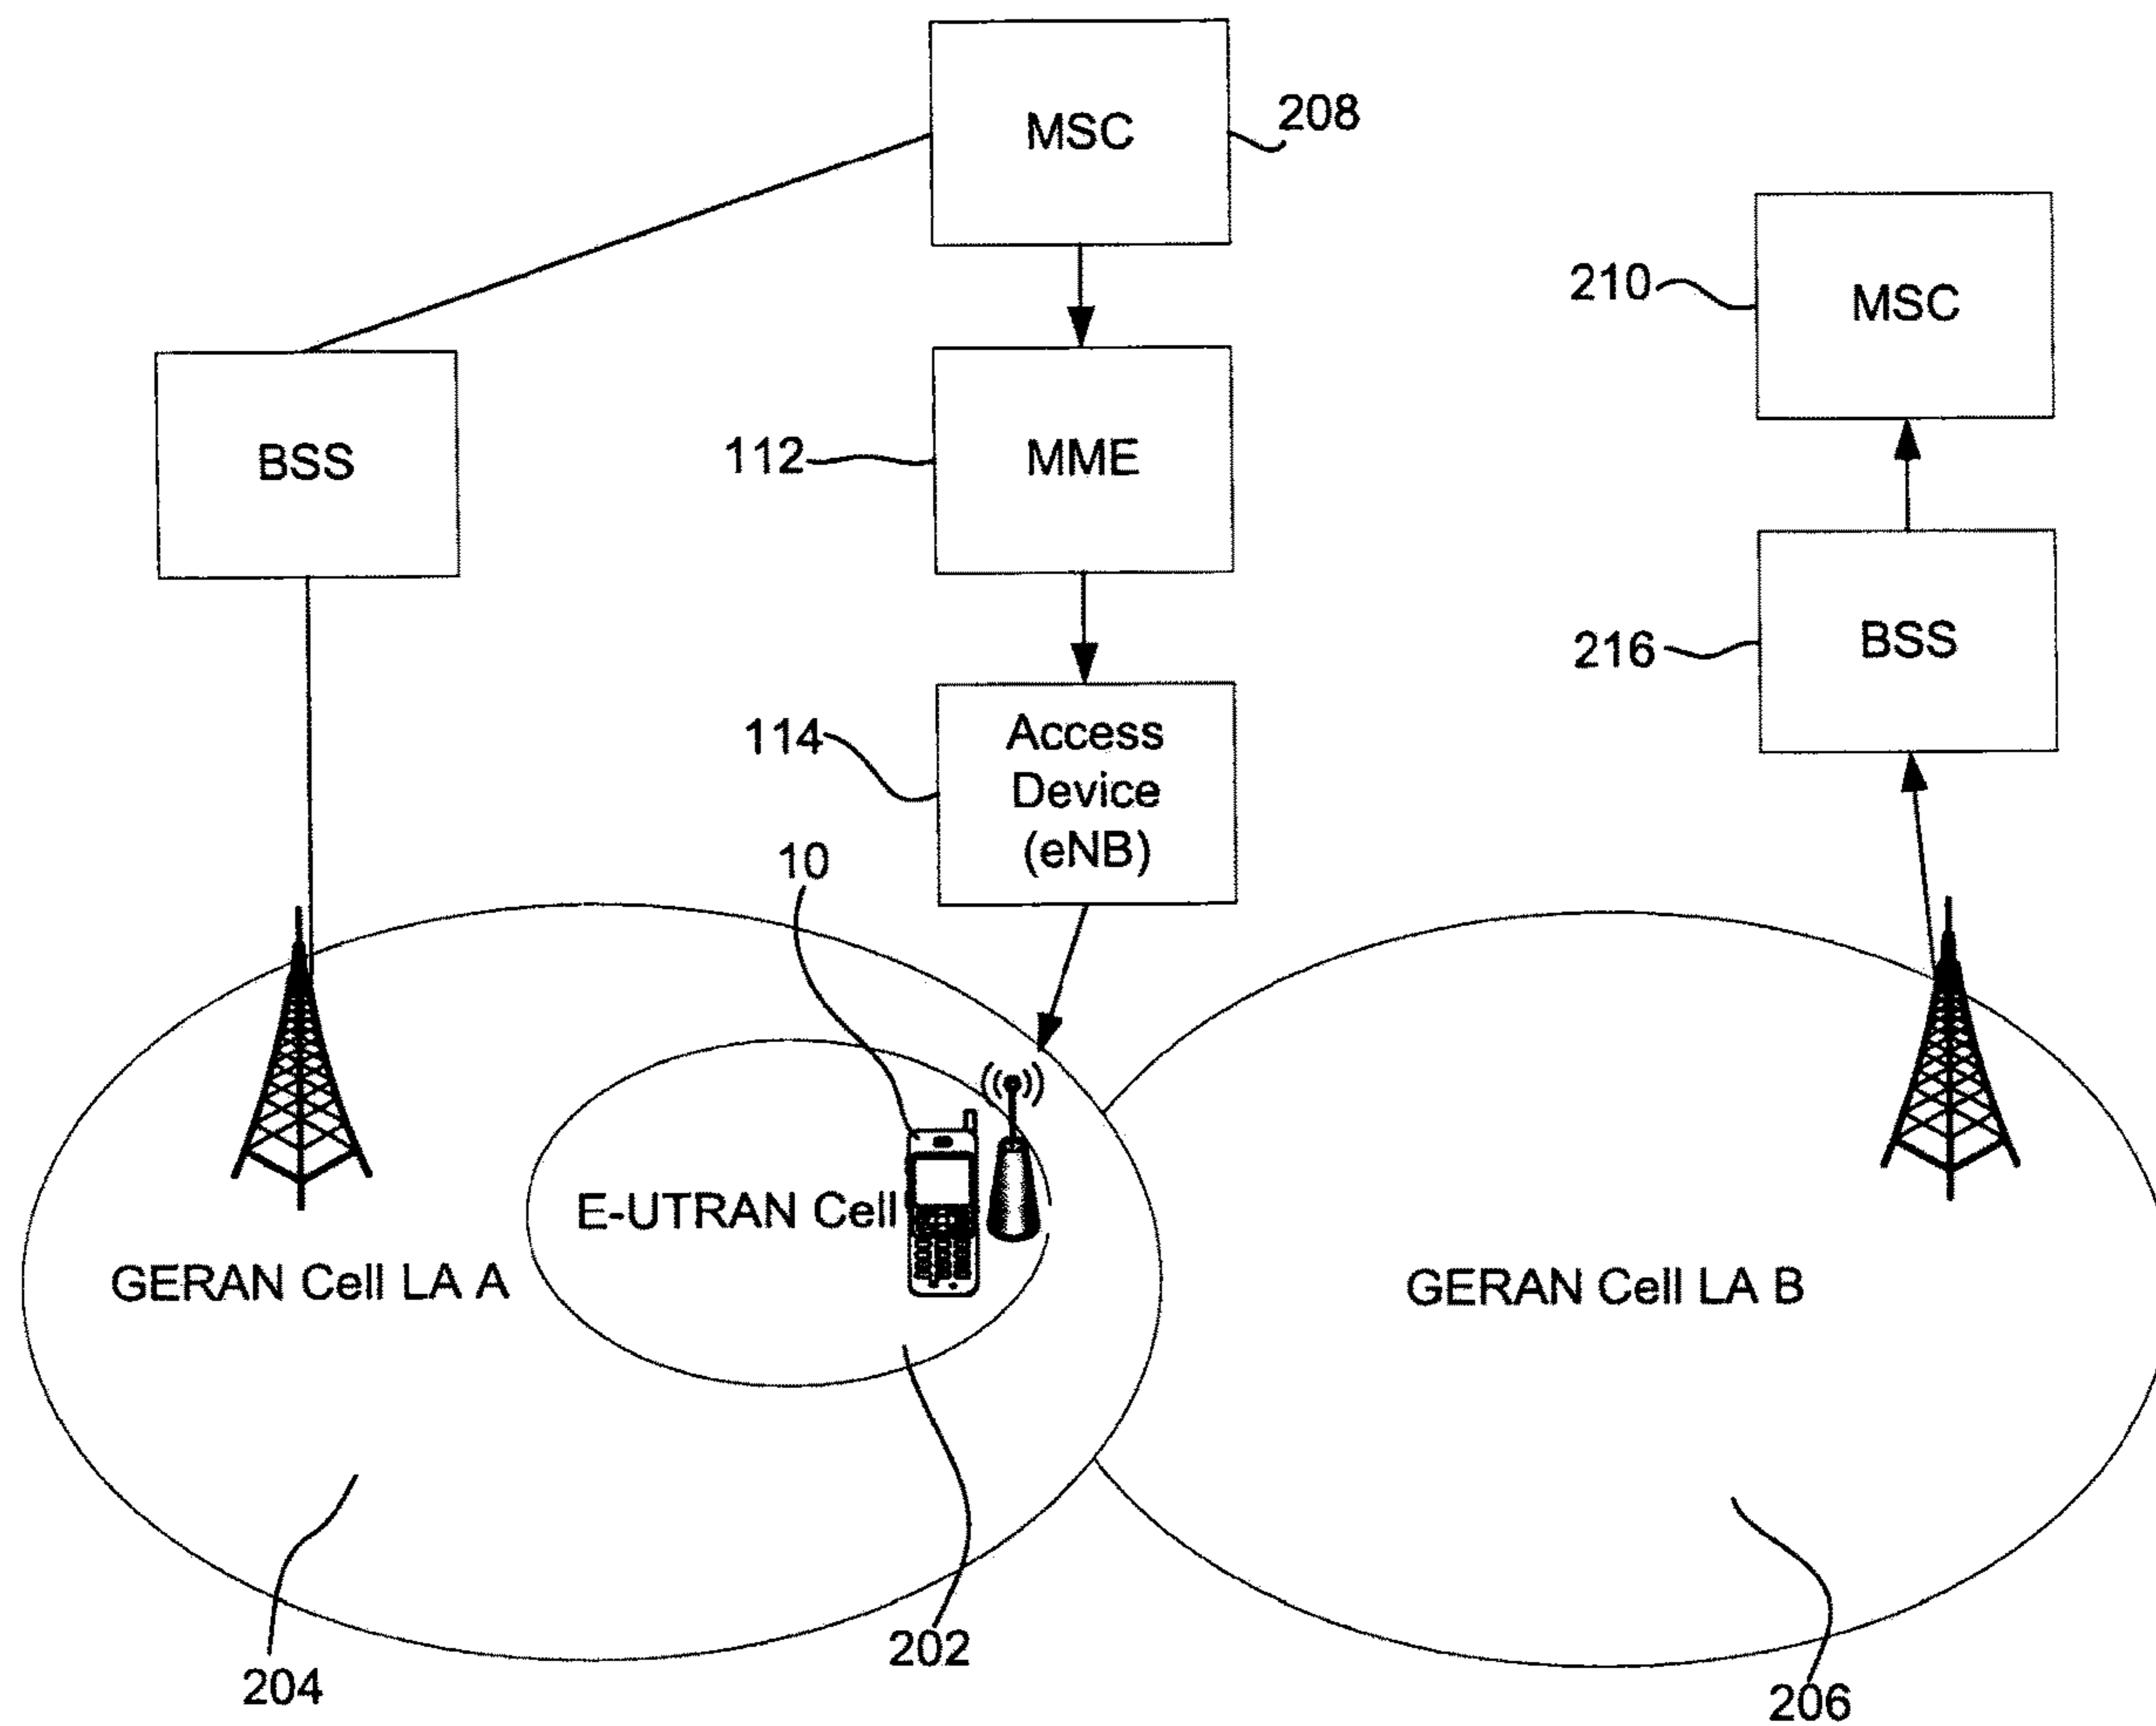 MSC
208
210
MSC
BSS
112
MME
216
BSS
114
Access
Device
(eNB)
10
E-UTRAN Cell
GERAN Cell LA A
GERAN Cell LA B
202
204
206